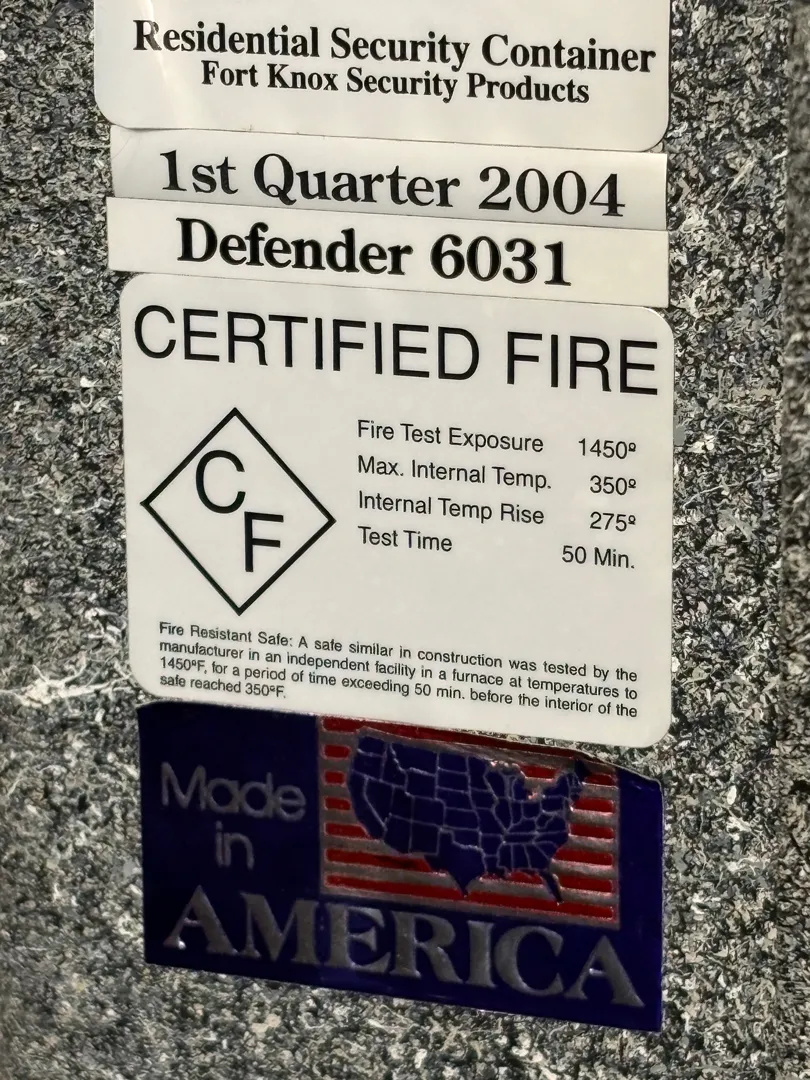 Residential Security Container
Fort Knox Security Products
1st Quarter 2004
Defender 6031
CERTIFIED FIRE
CF
Fire Test Exposure 1450º
Max. Internal Temp. 350º
Internal Temp Rise 275º
Test Time 50 Min.
Fire Resistant Safe: A safe similar in construction was tested by the
manufacturer in an independent facility in a furnace at temperatures to
1450ºF, for a period of time exceeding 50 min. before the interior of the
safe reached 350ºF.
Made
in
AMERICA